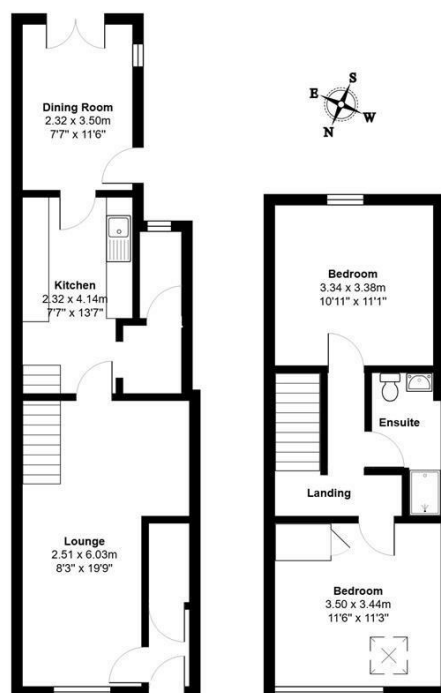 Dining Room
2.32 x 3.50m
7'7" x 11'6"
Kitchen
2.32 x 4.14m
7'7" x 13'7"
Lounge
2.51 x 6.03m
8'3" x 19'9"
S
E
W
N
Bedroom
3.34 x 3.38m
10'11" x 11'1"
Ensuite
Landing
Bedroom
3.50 x 3.44m
11'6" x 11'3"